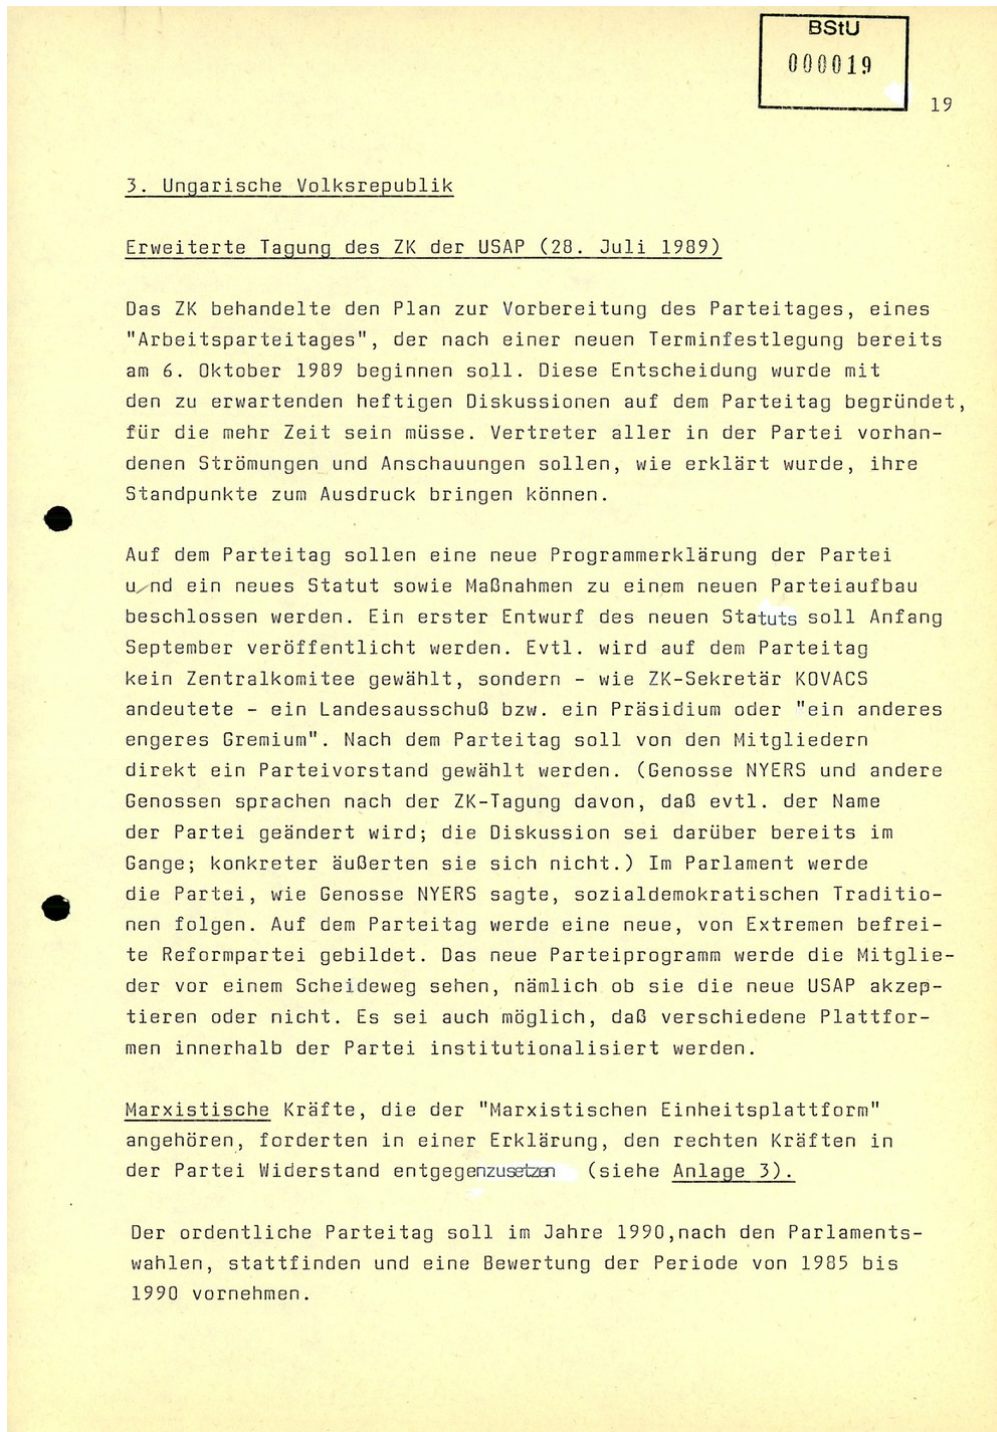 BStU
000019
19
3. Ungarische Volksrepublik
Erweiterte Tagung des ZK der USAP (28. Juli 1989)
Das ZK behandelte den Plan zur Vorbereitung des Parteitages, eines
"Arbeitsparteitages", der nach einer neuen Terminfestlegung bereits
am 6. Oktober 1989 beginnen soll. Diese Entscheidung wurde mit
den zu erwartenden heftigen Diskussionen auf dem Parteitag begründet,
für die mehr Zeit sein müsse. Vertreter aller in der Partei vorhan-
denen Strömungen und Anschauungen sollen, wie erklärt wurde, ihre
Standpunkte zum Ausdruck bringen können.
Auf dem Parteitag sollen eine neue Programmerklärung der Partei
und ein neues Statut sowie Maßnahmen zu einem neuen Parteiaufbau
beschlossen werden. Ein erster Entwurf des neuen Statuts soll Anfang
September veröffentlicht werden. Evtl. wird auf dem Parteitag
kein Zentralkomitee gewählt, sondern - wie ZK-Sekretär KOVACS
andeutete - ein Landesausschuß bzw. ein Präsidium oder "ein anderes
engeres Gremium". Nach dem Parteitag soll von den Mitgliedern
direkt ein Parteivorstand gewählt werden. (Genosse NYERS und andere
Genossen sprachen nach der ZK-Tagung davon, daß evtl. der Name
der Partei geändert wird; die Diskussion sei darüber bereits im
Gange; konkreter äußerten sie sich nicht.) Im Parlament werde
die Partei, wie Genosse NYERS sagte, sozialdemokratischen Traditio-
nen folgen. Auf dem Parteitag werde eine neue, von Extremen befrei-
te Reformpartei gebildet. Das neue Parteiprogramm werde die Mitglie-
der vor einem Scheideweg sehen, nämlich ob sie die neue USAP akzep-
tieren oder nicht. Es sei auch möglich, daß verschiedene Plattfor-
men innerhalb der Partei institutionalisiert werden.
Marxistische Kräfte, die der "Marxistischen Einheitsplattform"
angehören, forderten in einer Erklärung, den rechten Kräften in
der Partei Widerstand entgegenzusetzen (siehe Anlage 3).
Der ordentliche Parteitag soll im Jahre 1990,nach den Parlaments-
wahlen, stattfinden und eine Bewertung der Periode von 1985 bis
1990 vornehmen.